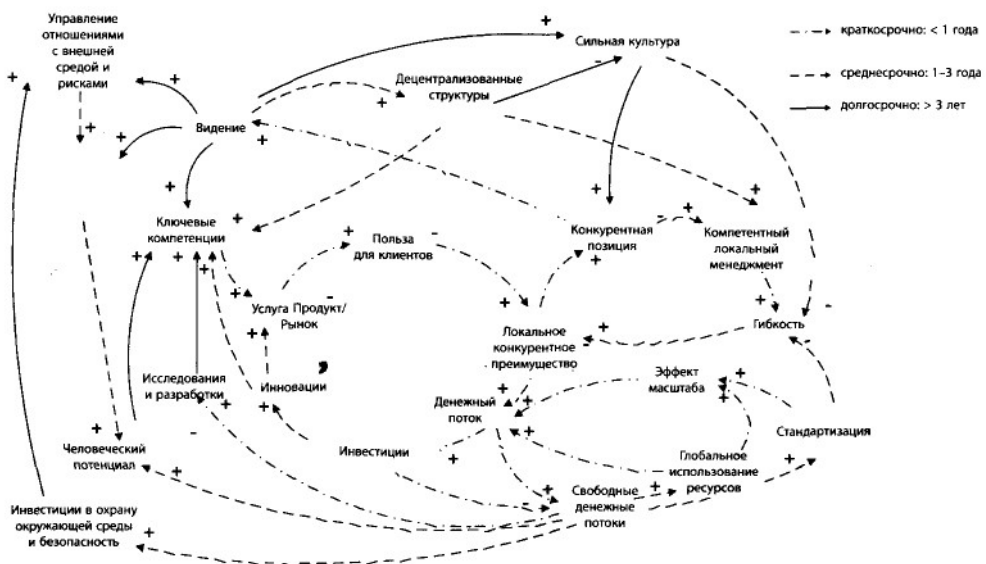 Управление
отношениями
с внешней
средой и
рисками
Сильная культура
Децентрализованные
структуры
Видение
краткосрочно: < 1 года
среднесрочно: 1–3 года
долгосрочно: > 3 лет
Ключевые
компетенции
Польза
для клиентов
Конкурентная
позиция
Компетентный
локальный
менеджмент
Услуга Продукт/
Рынок
Локальное
конкурентное
преимущество
Гибкость
Исследования
и разработки
Инновации
Эффект
масштаба
Денежный
поток
Стандартизация
Человеческий
потенциал
Инвестиции
Глобальное
использование
ресурсов
Свободные
денежные
потоки
Инвестиции в охрану
окружающей среды
и безопасность